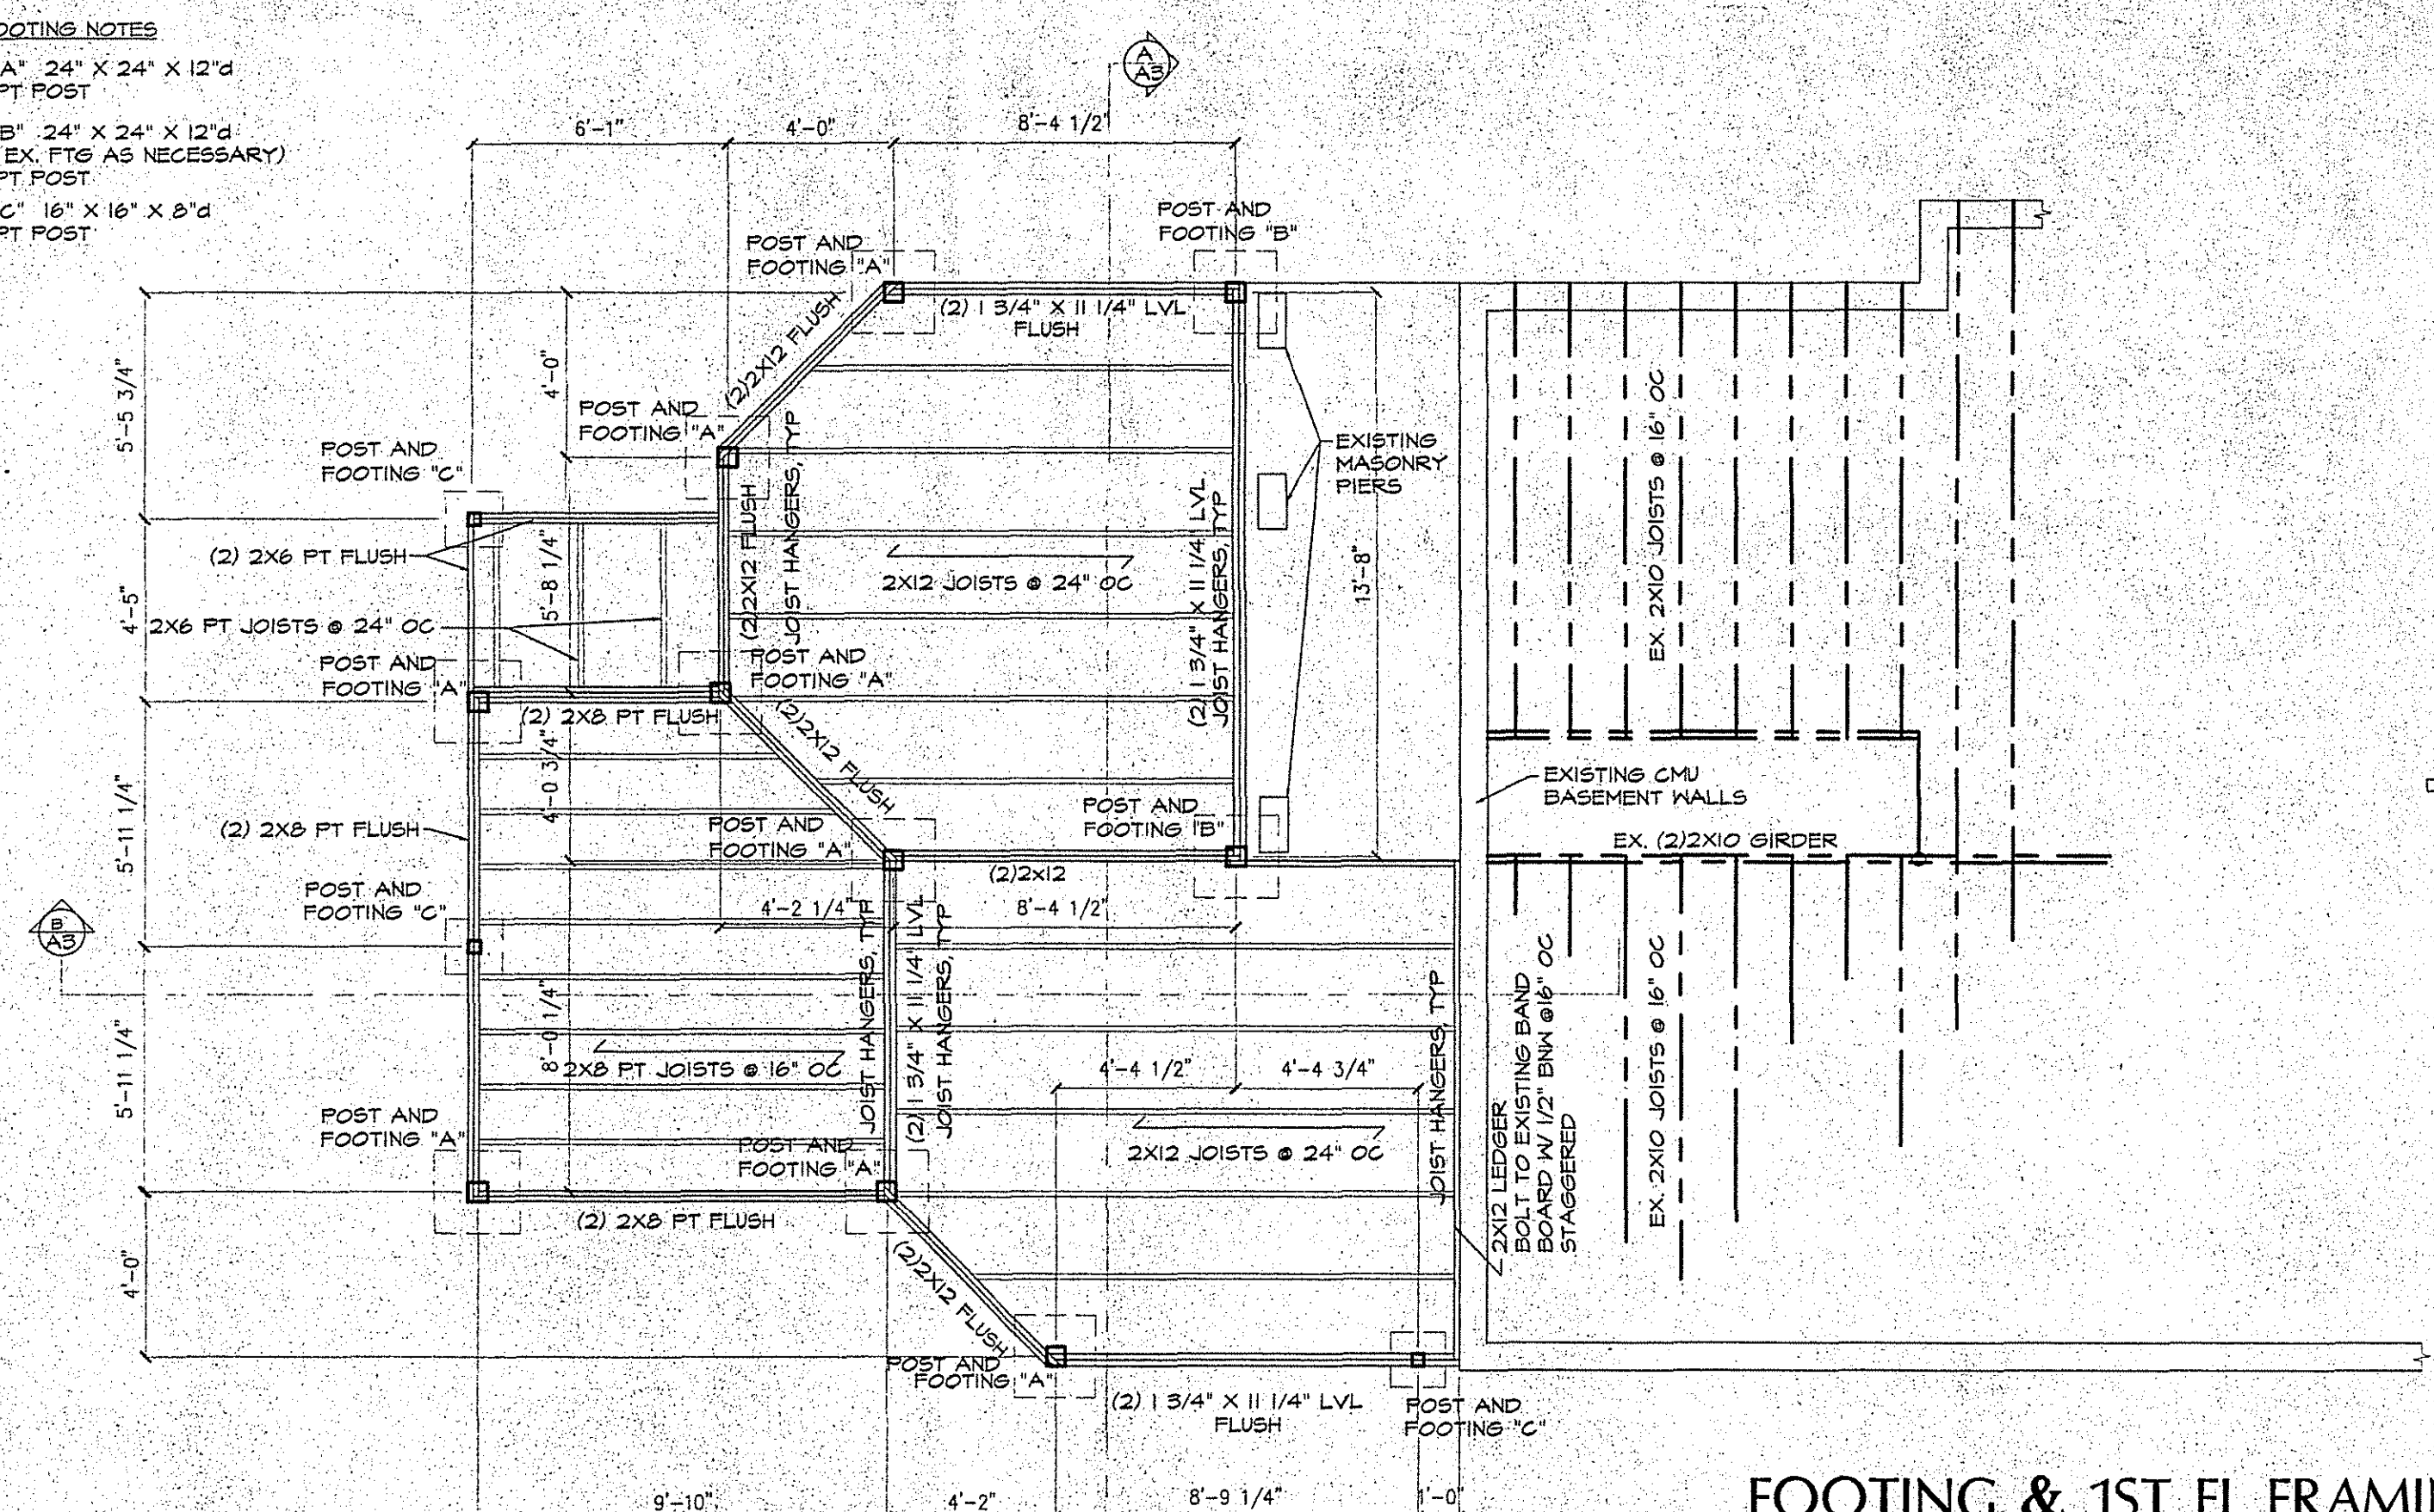 OOTING NOTES
A" 24" X 24" X 12"d
PT POST
B" 24" X 24" X 12"d
EX. FTG AS NECESSARY)
PT POST
C" 16" X 16" X 8"d
PT POST
A
A3
6'-1"
4'-0"
8'-4 1/2"
POST AND
FOOTING "B"
POST AND
FOOTING "A"
(2) 1 3/4" X 11 1/4" LVL
FLUSH
(2)2X12 FLUSH
5'-5 3/4"
4'-0"
POST AND
FOOTING "A"
POST AND
FOOTING "C"
EXISTING
MASONRY
PIERS
EX. 2X10 JOISTS @ 16" OC
(2)2X12 FLUSH
JOIST HANGERS, TYP
(2) 1 3/4" X 11 1/4 LVL
JOIST HANGERS, TYP
13'-8"
(2) 2X6 PT FLUSH
5'-8 1/4"
2X12 JOISTS @ 24" OC
4'-5"
2X6 PT JOISTS @ 24" OC
POST AND
FOOTING "A"
POST AND
FOOTING "A"
(2) 2X8 PT FLUSH
(2)2X12 FLUSH
4'-0 3/4"
5'-11 1/4"
EXISTING CMU
BASEMENT WALLS
(2) 2X8 PT FLUSH
POST AND
FOOTING "A"
POST AND
FOOTING "B"
EX. (2)2X10 GIRDER
(2)2x12
POST AND
FOOTING "C"
4'-2 1/4"
8'-4 1/2"
B
A3
JOIST HANGERS, TYP
(2) 1 3/4" X 11 1/4" LVL
JOIST HANGERS, TYP
8'-0 1/4"
2X8 PT JOISTS @ 16" OC
5'-11 1/4"
4'-4 1/2"
4'-4 3/4"
2X12 JOISTS @ 24" OC
JOIST HANGERS, TYP
2X12 LEDGER
BOLT TO EXISTING BAND
BOARD W/ 1/2" BNW @16" OC
STAGGERED
EX. 2X10 JOISTS @ 16" OC
POST AND
FOOTING "A"
POST AND
FOOTING "A"
(2) 2X8 PT FLUSH
(2)2X12 FLUSH
4'-0"
POST AND
FOOTING "A"
(2) 1 3/4" X 11 1/4" LVL
FLUSH
POST AND
FOOTING "C"
9'-10"
4'-2"
8'-9 1/4"
1'-0"
FOOTING & 1ST FL FRAMI